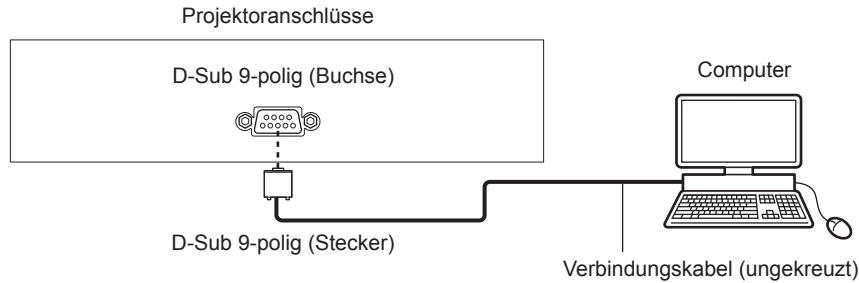 Projektoranschlüsse
D-Sub 9-polig (Buchse)
Computer
D-Sub 9-polig (Stecker)
Verbindungskabel (ungekreuzt)